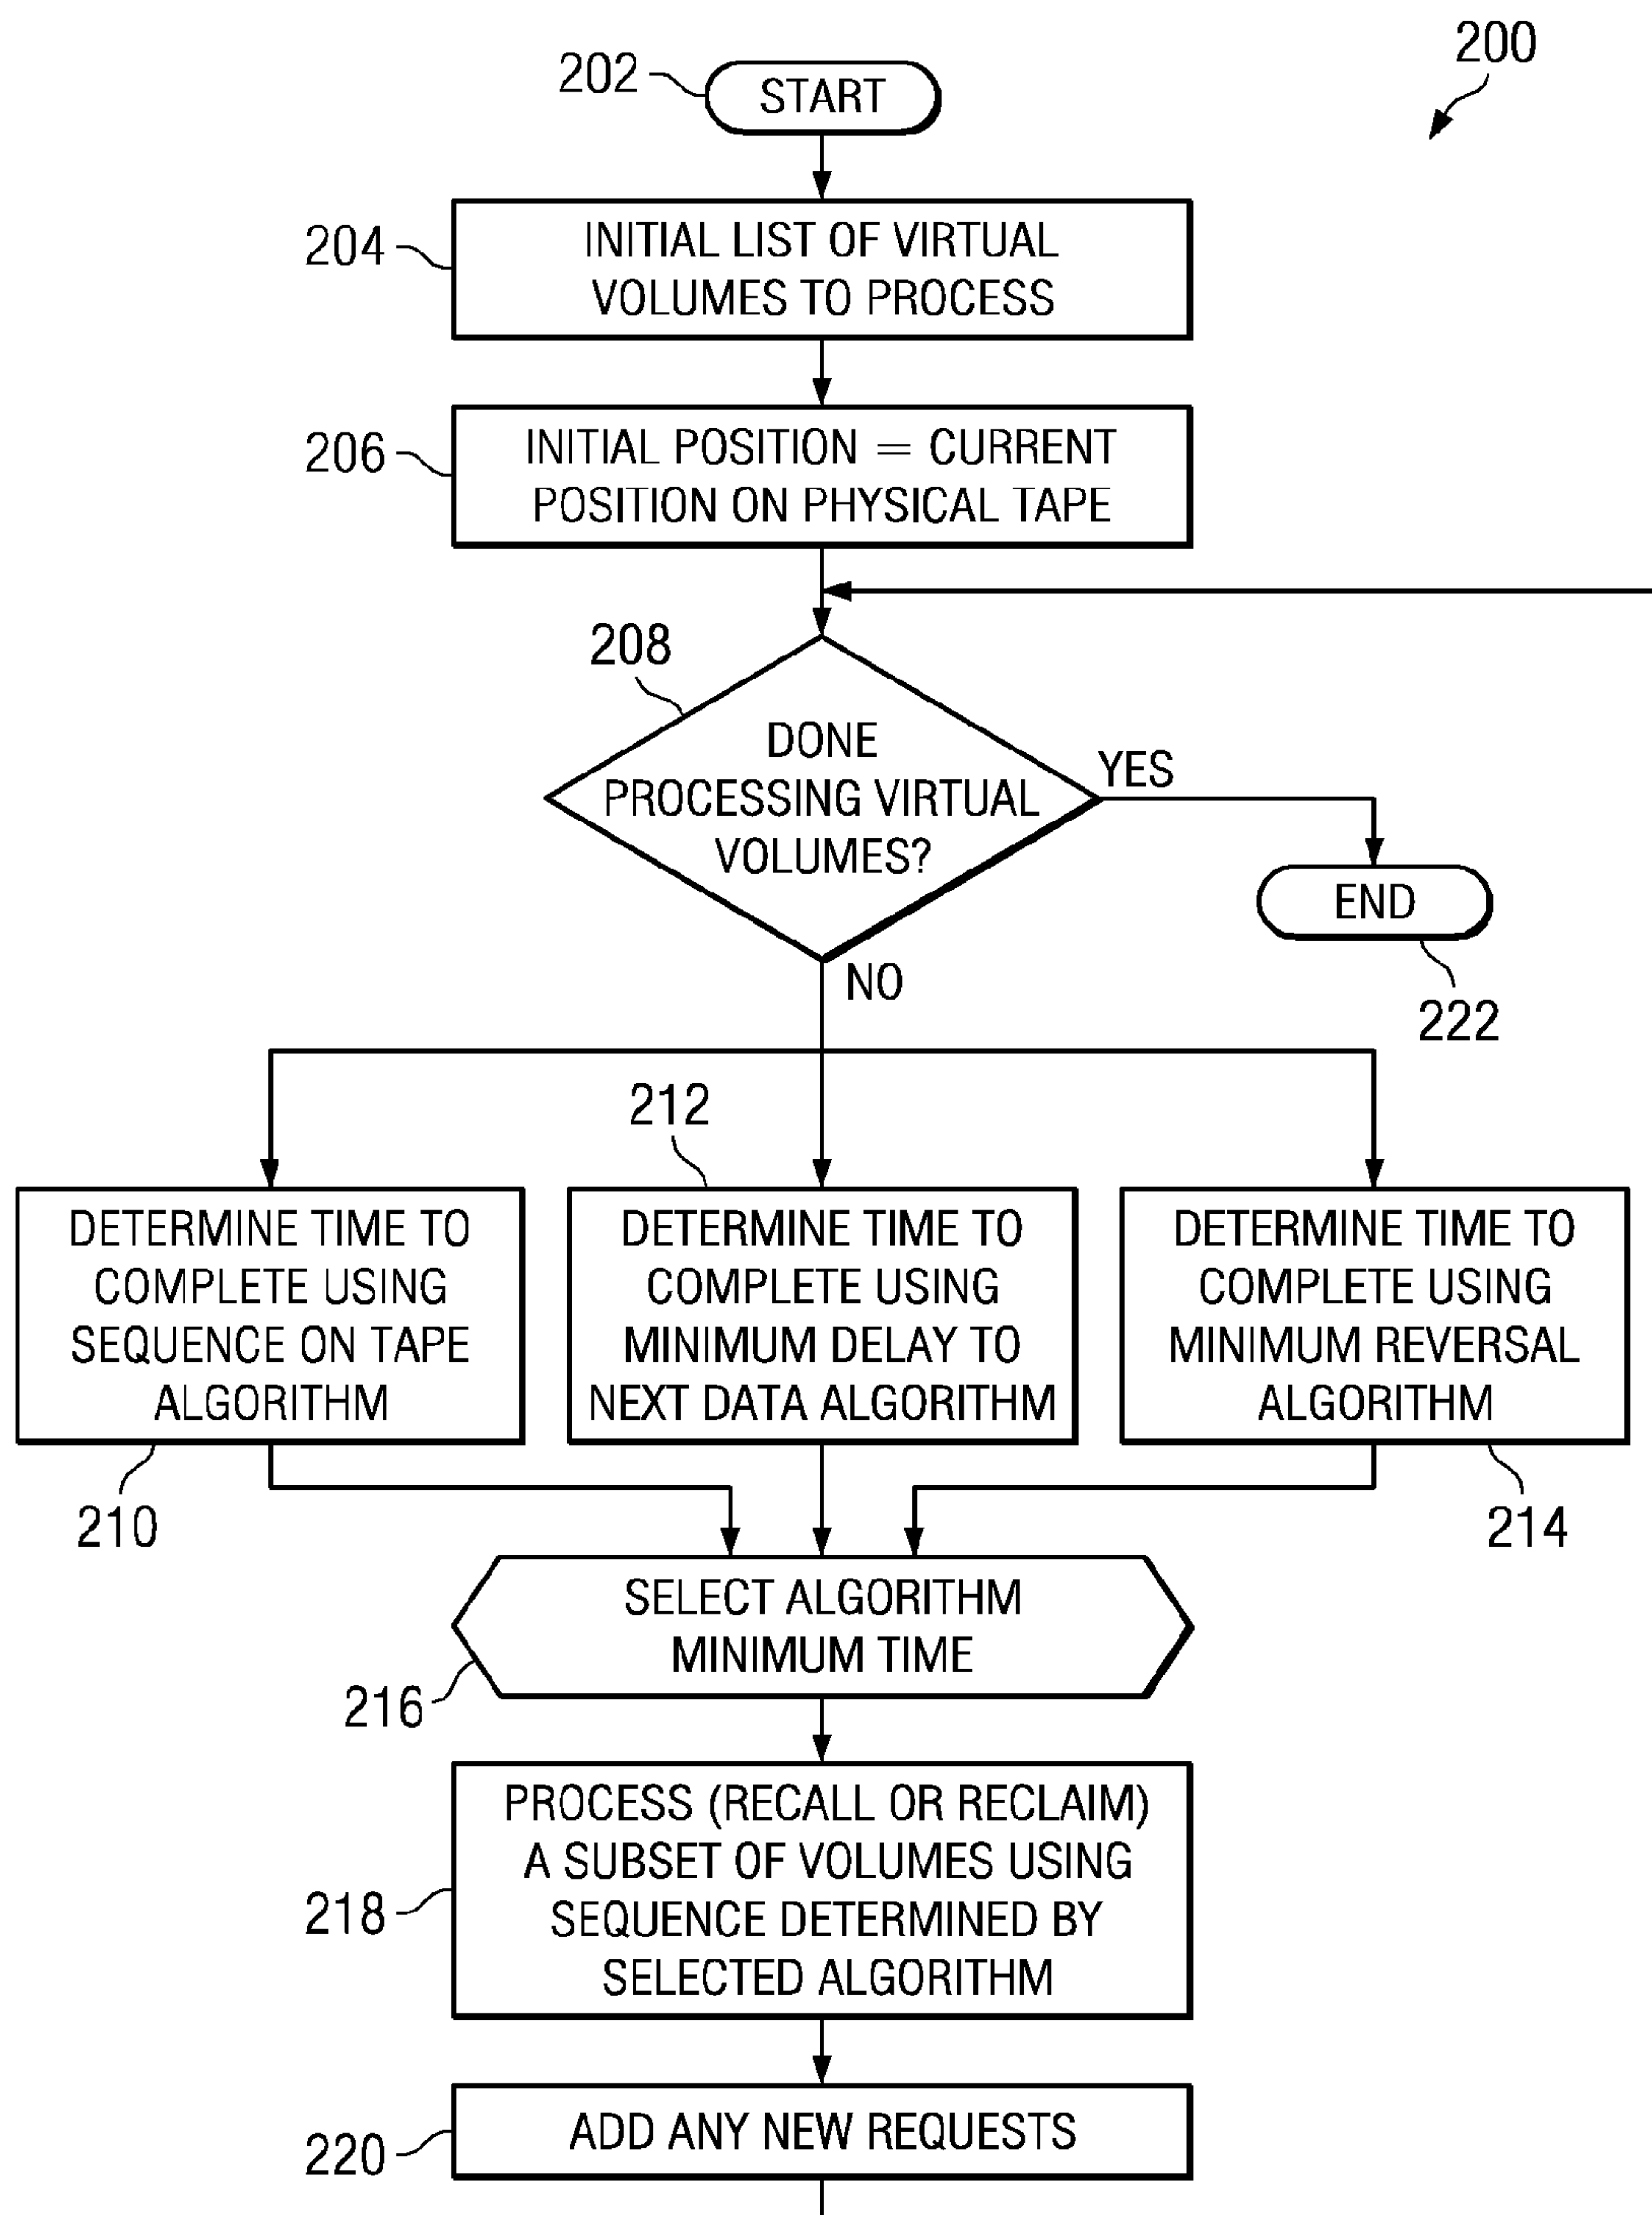 200
202
START
204
INITIAL LIST OF VIRTUAL
VOLUMES TO PROCESS
206
INITIAL POSITION = CURRENT
POSITION ON PHYSICAL TAPE
208
DONE
PROCESSING VIRTUAL
VOLUMES?
YES
END
222
NO
212
DETERMINE TIME TO
COMPLETE USING
SEQUENCE ON TAPE
ALGORITHM
210
DETERMINE TIME TO
COMPLETE USING
MINIMUM DELAY TO
NEXT DATA ALGORITHM
DETERMINE TIME TO
COMPLETE USING
MINIMUM REVERSAL
ALGORITHM
214
SELECT ALGORITHM
MINIMUM TIME
216
PROCESS (RECALL OR RECLAIM)
A SUBSET OF VOLUMES USING
SEQUENCE DETERMINED BY
SELECTED ALGORITHM
218
ADD ANY NEW REQUESTS
220